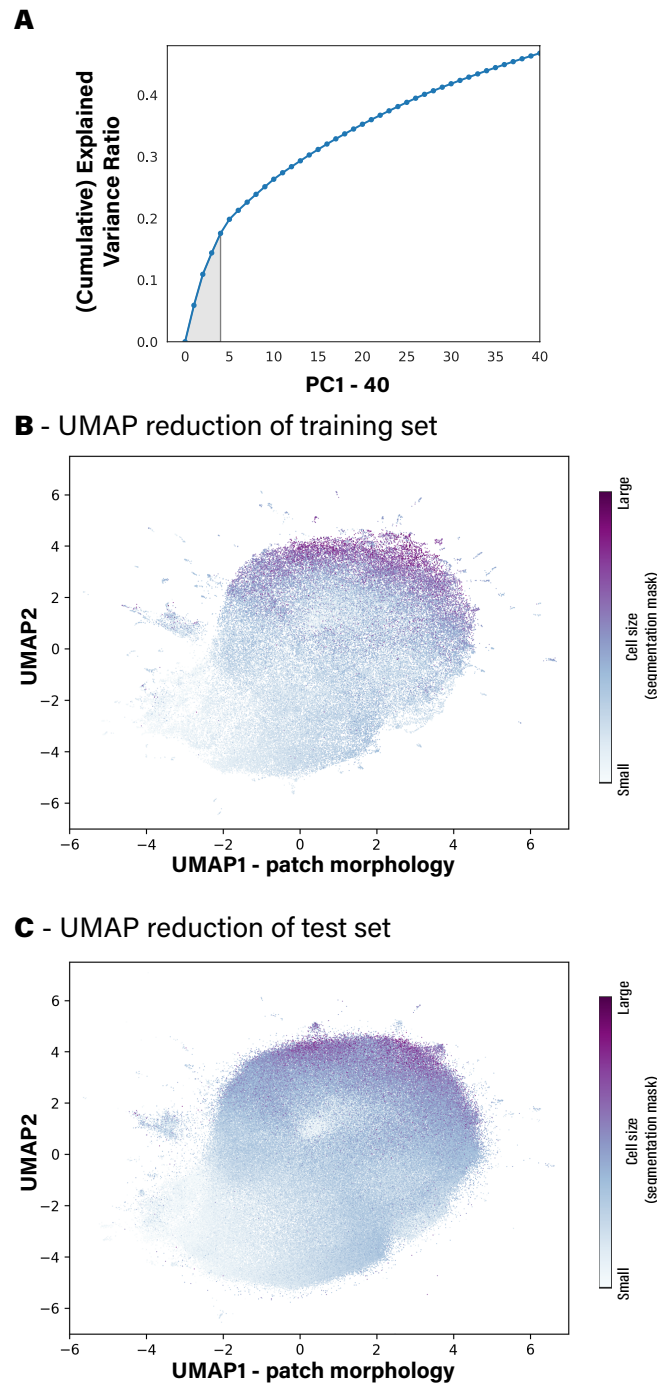 A
(Cumulative) Explained
Variance Ratio
0.4
0.3
0.2
0.1
0.0
0 5 10 15 20 25 30 35 40
PC1 - 40
B - UMAP reduction of training set
UMAP2
6
4
2
0
−2
−4
−6
−6 −4 −2 0 2 4 6
UMAP1 - patch morphology
Large
Cell size
(segmentation mask)
Small
C - UMAP reduction of test set
UMAP2
6
4
2
0
−2
−4
−6
−6 −4 −2 0 2 4 6
UMAP1 - patch morphology
Large
Cell size
(segmentation mask)
Small